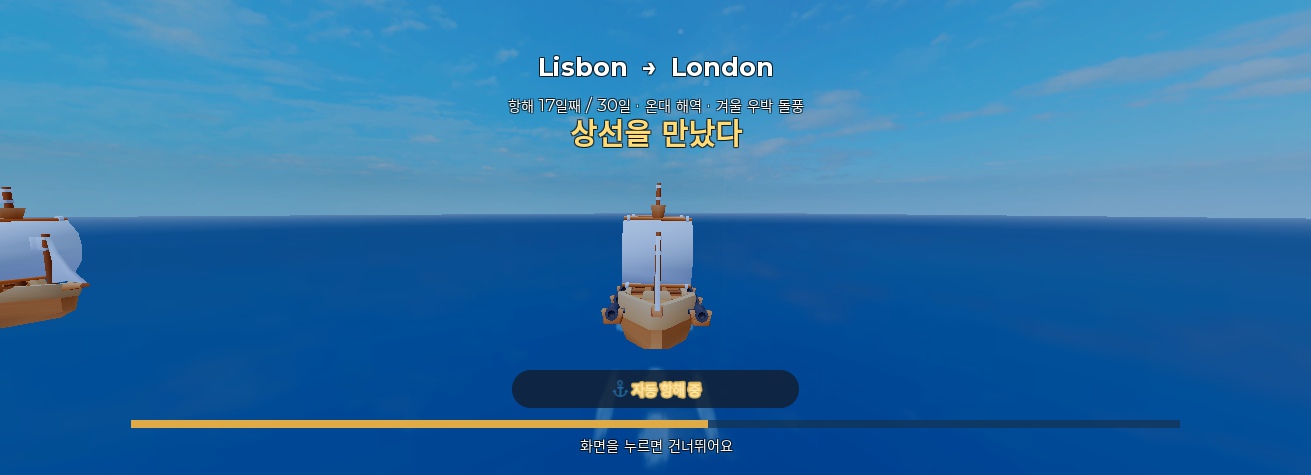 Lisbon → London
항해 17일째 / 30일 · 온대 해역 · 겨울 우박 돌풍
상선을 만났다
⚓ 자동 항해 중
화면을 누르면 건너뛰어요